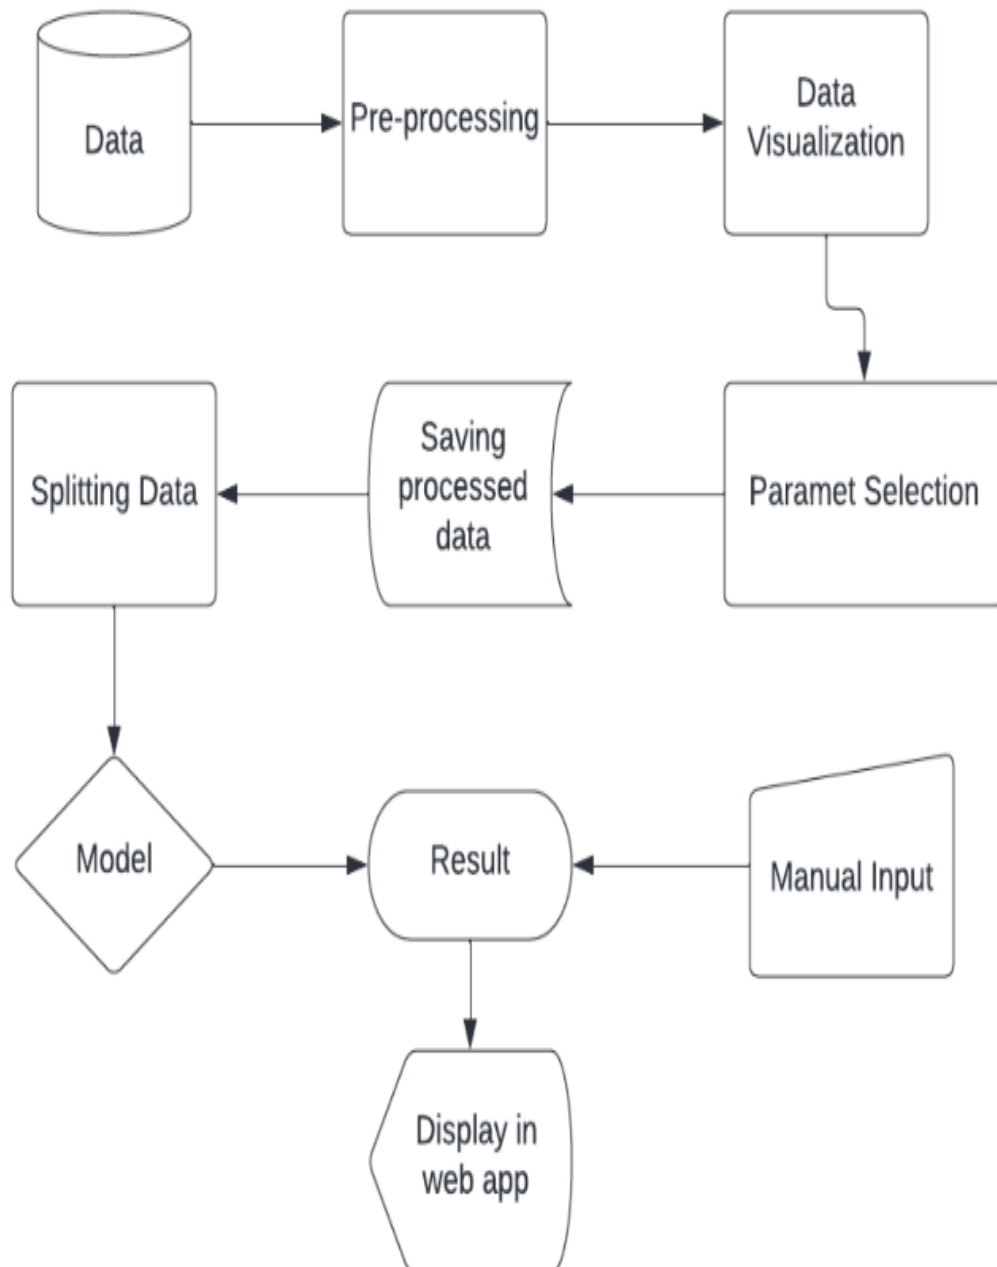 Data
Pre-processing
Data
Visualization
Splitting Data
Saving
processed
data
Paramet Selection
Model
Result
Manual Input
Display in
web app